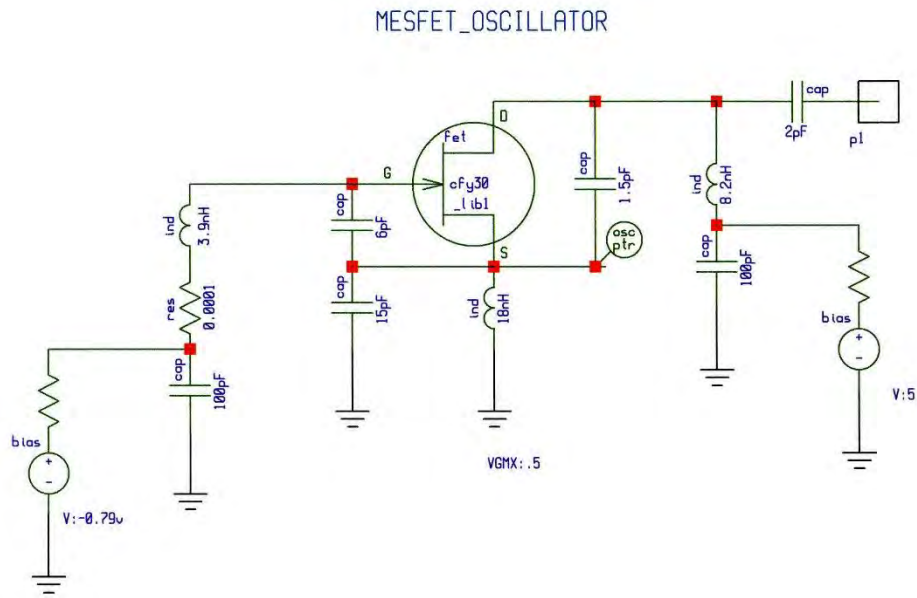 MESFET_OSCILLATOR
cap
2pF
p1
D
fet
G
cfy30
_lib1
S
cap
1.5pF
osc
ptr
ind
8.2nH
cap
100pF
bias
+
-
V:5
ind
3.9nH
res
0.0001
cap
6pF
cap
15pF
ind
18nH
cap
100pF
bias
+
-
V:-0.79v
VGMX:.5